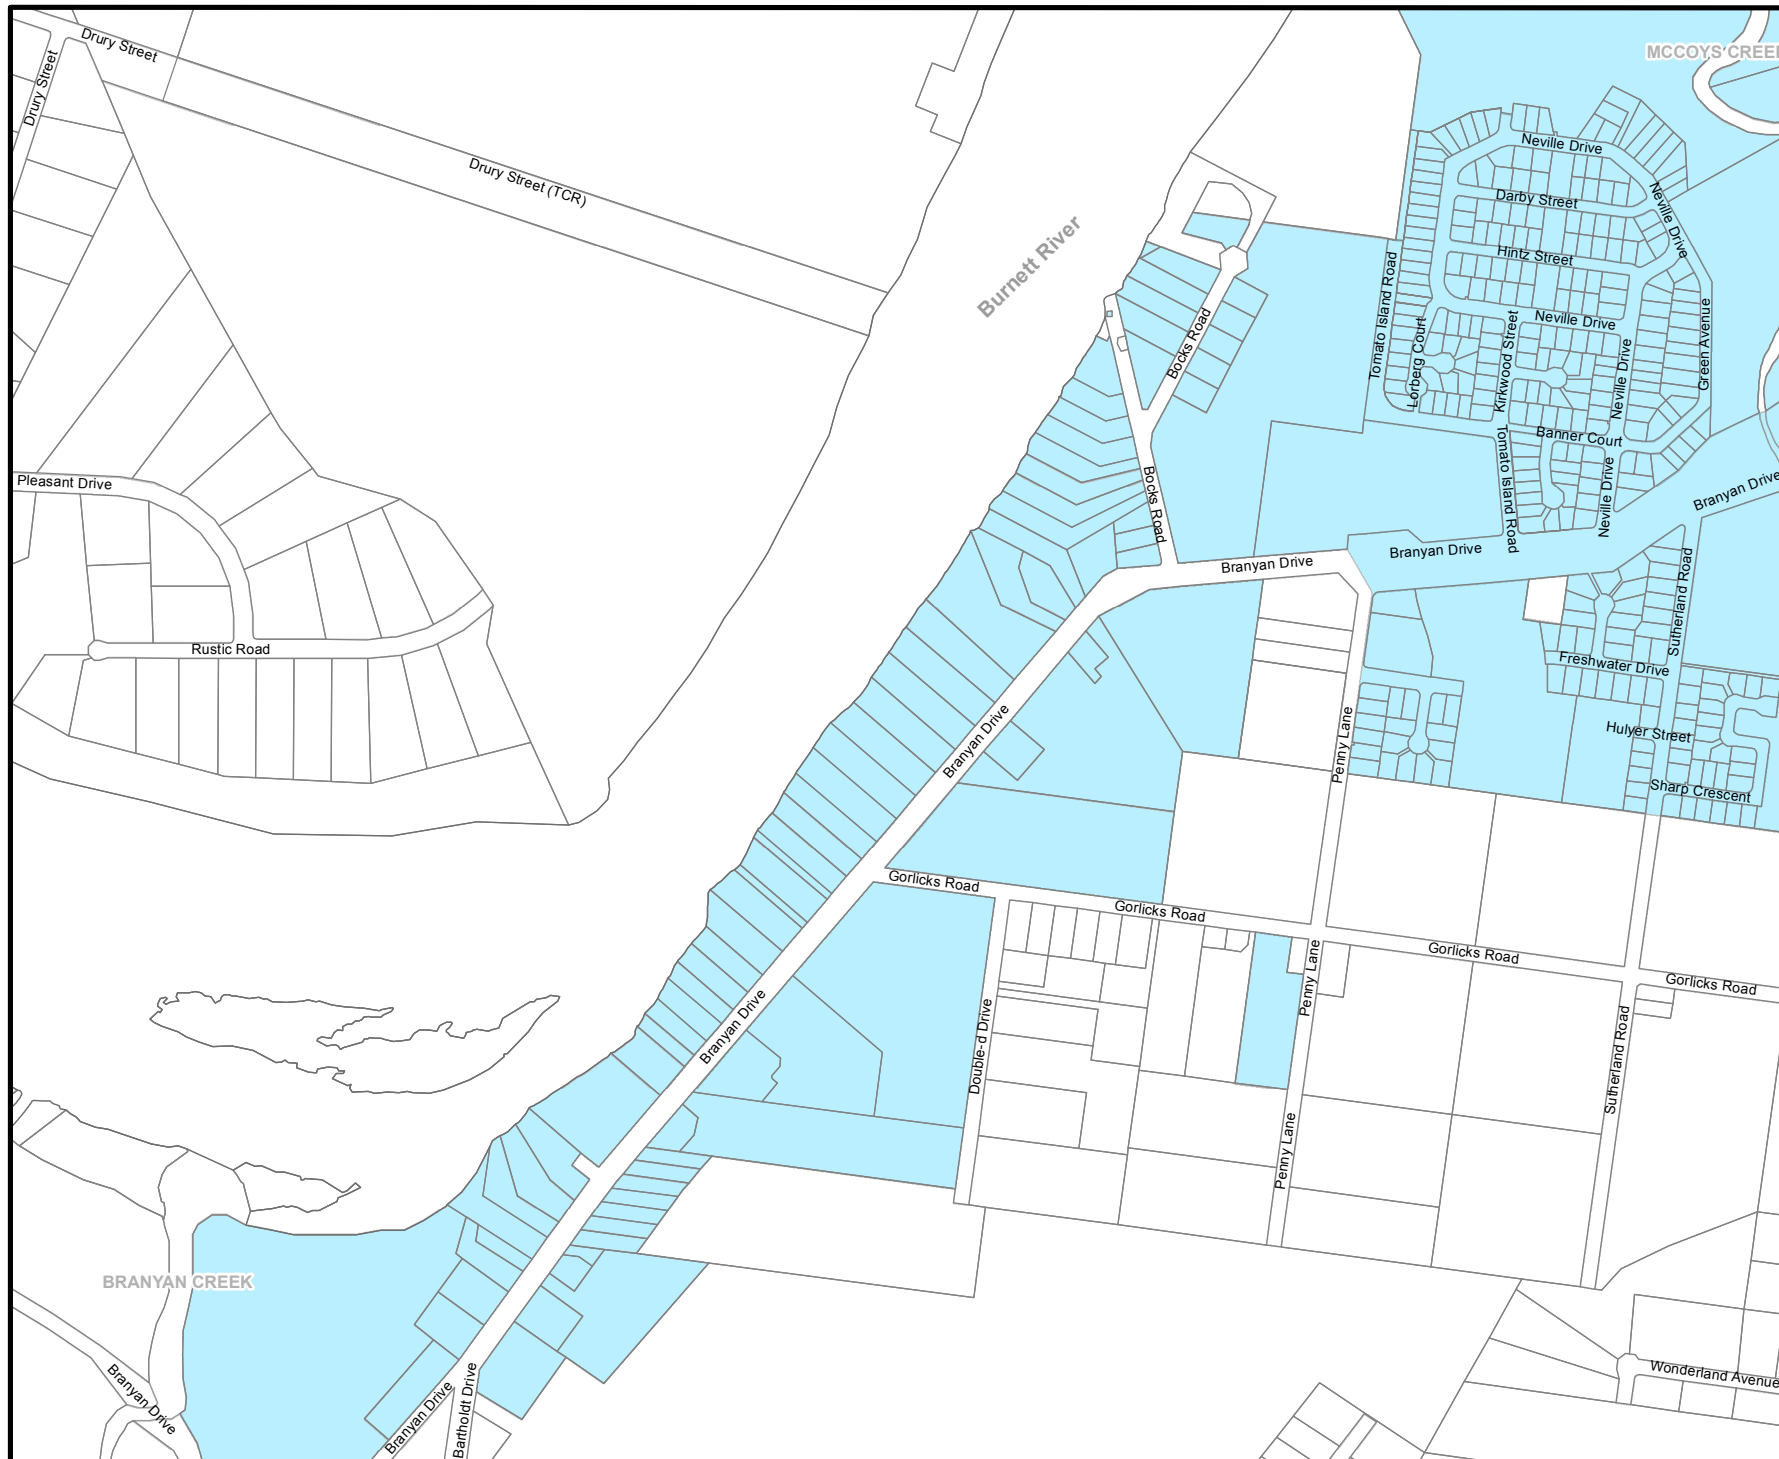 Drury Street
MCCOYS CREE
Drury Street
Neville Drive
Drury Street (TCR)
Darby Street
Neville Drive
Burnett River
Hintz Street
Tomato Island Road
Neville Drive
Bocks Road
Lorberg Court
Kirkwood Street
Neville Drive
Green Avenue
Banner Court
Pleasant Drive
Bocks Road
Tomato Island Road
Neville Drive
Branyan Drive
Branyan Drive
Branyan Drive
Sutherland Road
Rustic Road
Freshwater Drive
Branyan Drive
Penny Lane
Hulyer Street
Sharp Crescent
Gorlicks Road
Gorlicks Road
Gorlicks Road
Penny Lane
Gorlicks Road
Branyan Drive
Double-d Drive
Sutherland Road
Penny Lane
BRANYAN CREEK
Branyan Drive
Branyan Drive
Bartholdt Drive
Wonderland Avenue